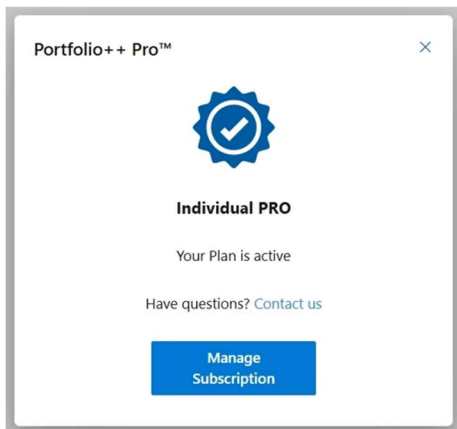 Portfolio++ Pro™
Individual PRO
Your Plan is active
Have questions? Contact us
Manage
Subscription